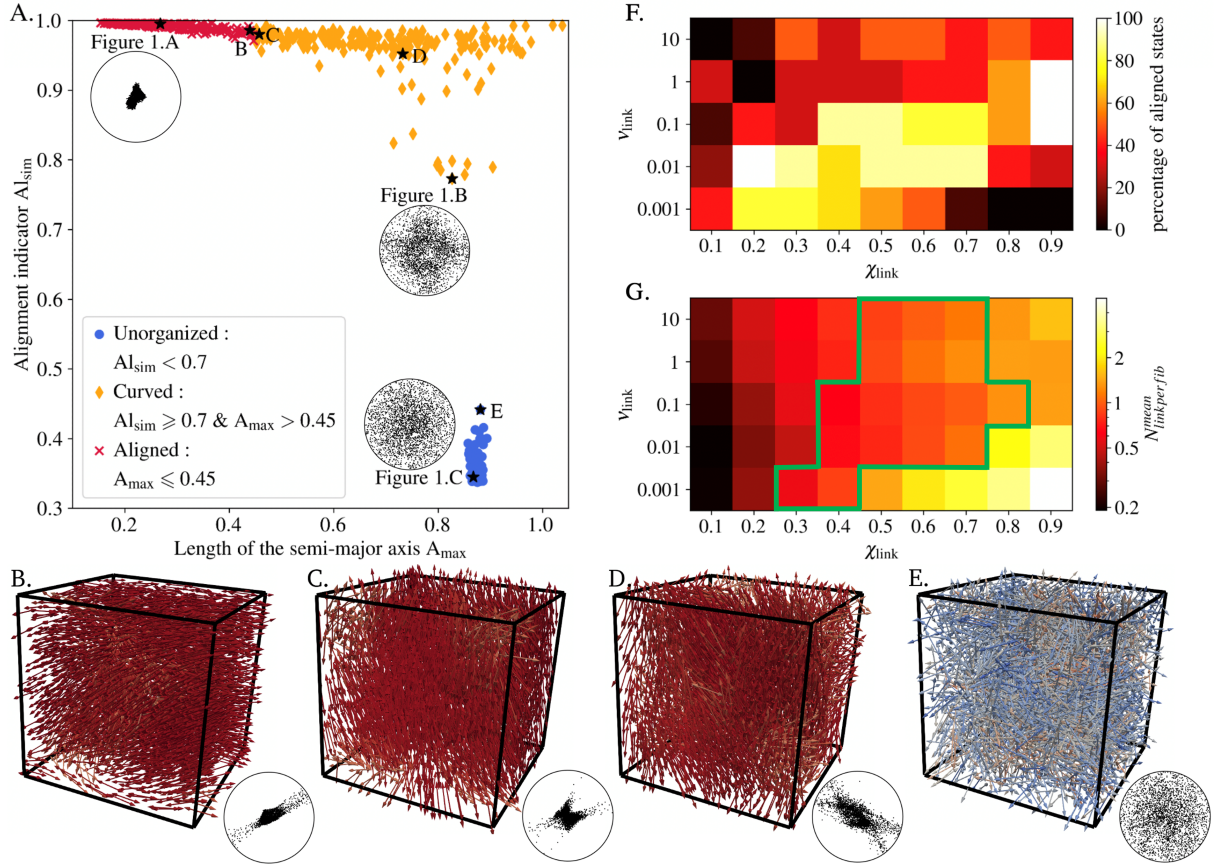 A.
1.0
0.9
0.8
0.7
0.6
0.5
0.4
0.3
Alignment indicator Al_sim
Figure 1.A
B
C
D
Figure 1.B
Unorganized :
Al_sim < 0.7
Curved :
Al_sim ⩾ 0.7 & A_max > 0.45
Aligned :
A_max ⩽ 0.45
E
Figure 1.C
0.2 0.4 0.6 0.8 1.0
Length of the semi-major axis A_max
F.
10
1
0.1
0.01
0.001
ν_link
0.1 0.2 0.3 0.4 0.5 0.6 0.7 0.8 0.9
χ_link
100
80
60
40
20
0
percentage of aligned states
G.
10
1
0.1
0.01
0.001
ν_link
0.1 0.2 0.3 0.4 0.5 0.6 0.7 0.8 0.9
χ_link
2
1
0.5
0.2
N^mean_linkperfib
B.
C.
D.
E.